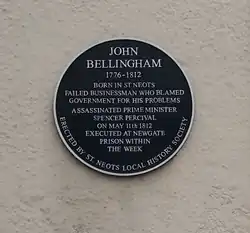 JOHN
BELLINGHAM
1776-1812
BORN IN ST NEOTS
FAILED BUSINESSMAN WHO BLAMED
GOVERNMENT FOR HIS PROBLEMS
ASSASSINATED PRIME MINISTER
SPENCER PERCIVAL
ON MAY 11th 1812
EXECUTED AT NEWGATE
PRISON WITHIN
THE WEEK
ERECTED BY ST. NEOTS LOCAL HISTORY SOCIETY